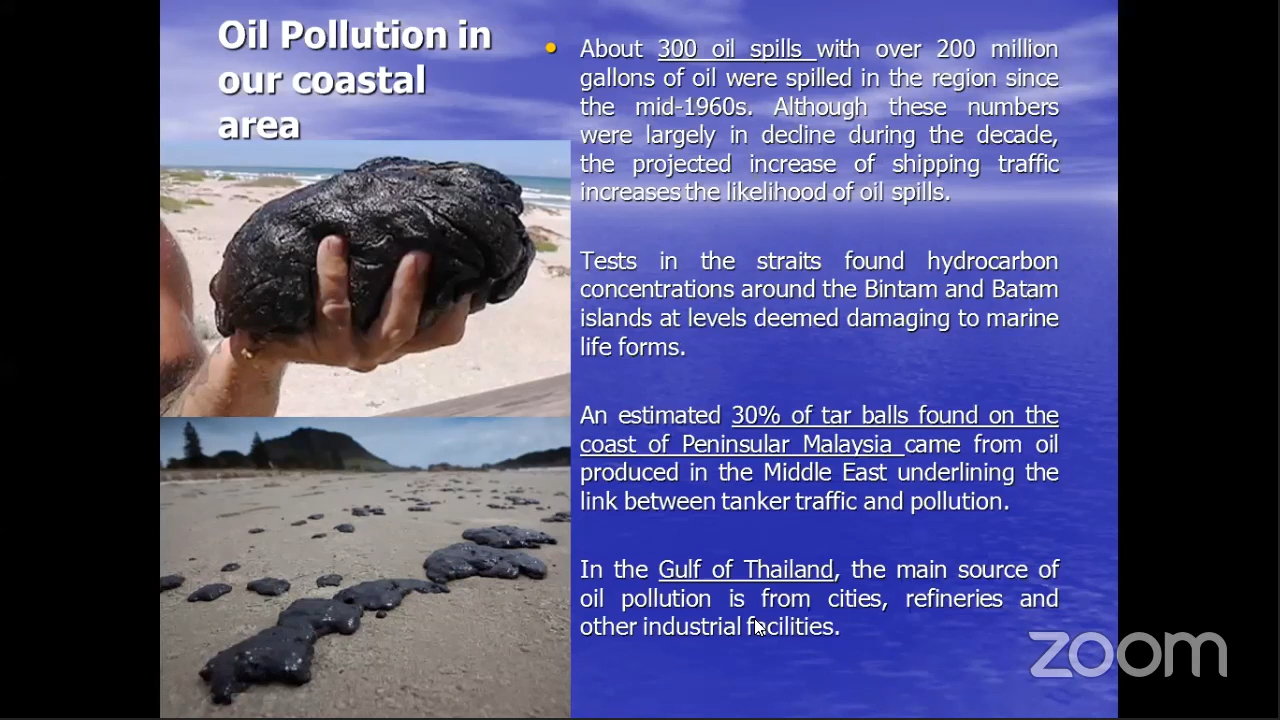 Oil Pollution in
our coastal
area
About 300 oil spills with over 200 million
gallons of oil were spilled in the region since
the mid-1960s. Although these numbers
were largely in decline during the decade,
the projected increase of shipping traffic
increases the likelihood of oil spills.
Tests in the straits found hydrocarbon
concentrations around the Bintam and Batam
islands at levels deemed damaging to marine
life forms.
An estimated 30% of tar balls found on the
coast of Peninsular Malaysia came from oil
produced in the Middle East underlining the
link between tanker traffic and pollution.
In the Gulf of Thailand, the main source of
oil pollution is from cities, refineries and
other industrial facilities.
zoom